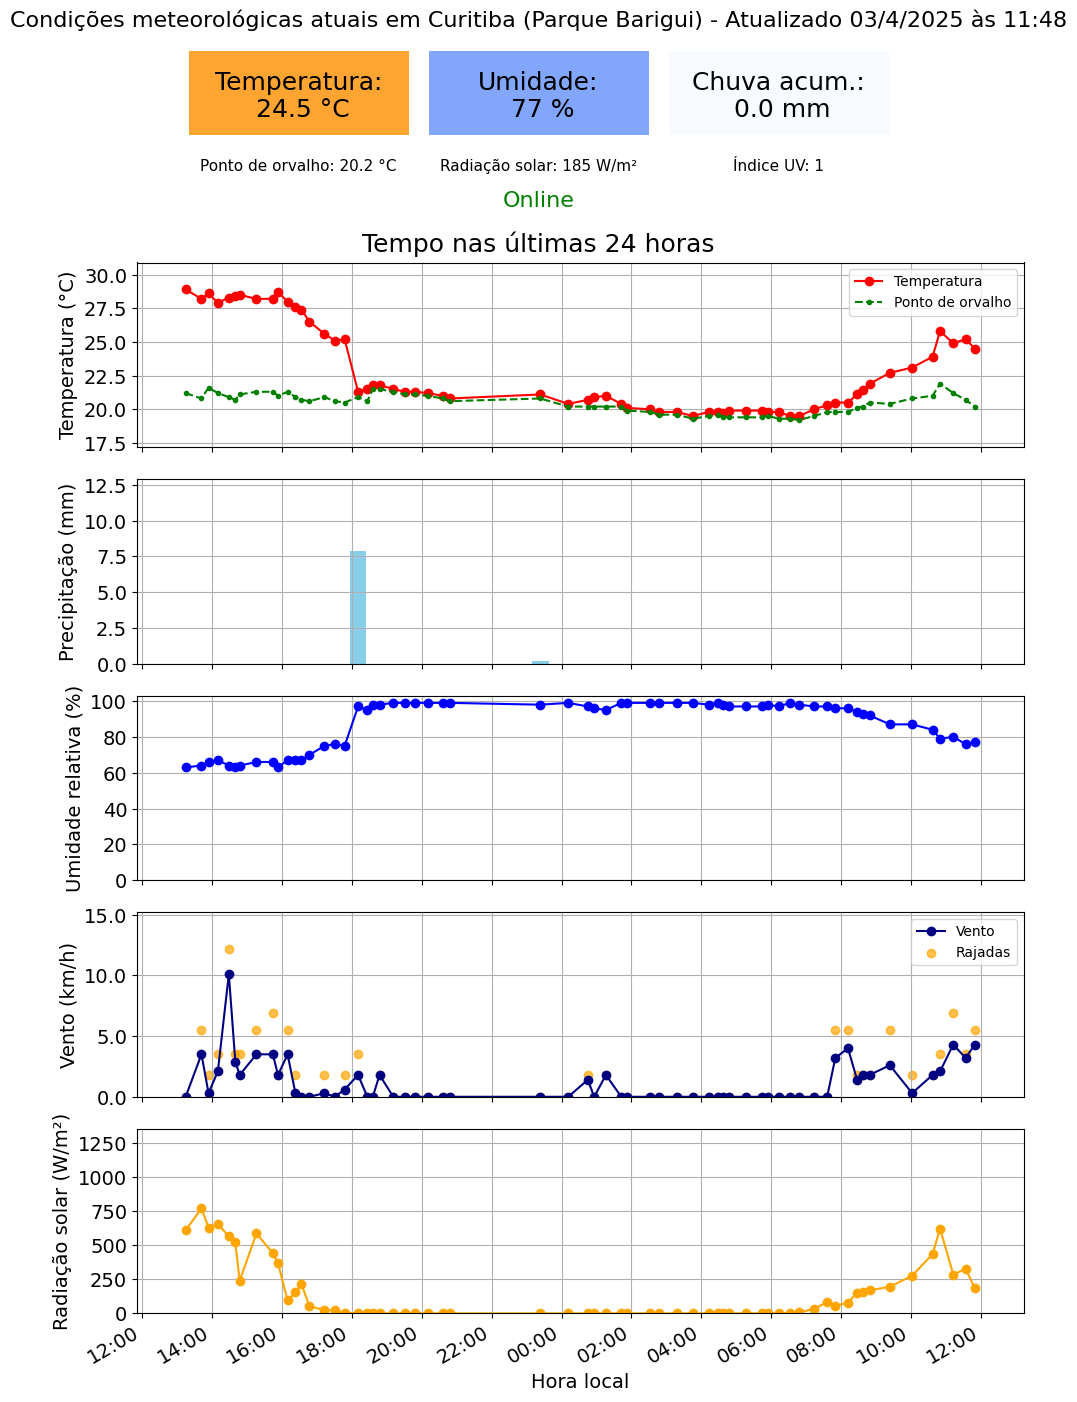 Condições meteorológicas atuais em Curitiba (Parque Barigui) - Atualizado 03/4/2025 às 11:48
Temperatura:
24.5 °C
Umidade:
77 %
Chuva acum.:
0.0 mm
Ponto de orvalho: 20.2 °C
Radiação solar: 185 W/m²
Índice UV: 1
Online
Tempo nas últimas 24 horas
Temperatura (°C)
30.0
27.5
25.0
22.5
20.0
17.5
Temperatura
Ponto de orvalho
Precipitação (mm)
12.5
10.0
7.5
5.0
2.5
0.0
Umidade relativa (%)
100
80
60
40
20
0
Vento (km/h)
15.0
10.0
5.0
0.0
Vento
Rajadas
Radiação solar (W/m²)
1250
1000
750
500
250
0
12:00
14:00
16:00
18:00
20:00
22:00
00:00
02:00
04:00
06:00
08:00
10:00
12:00
Hora local